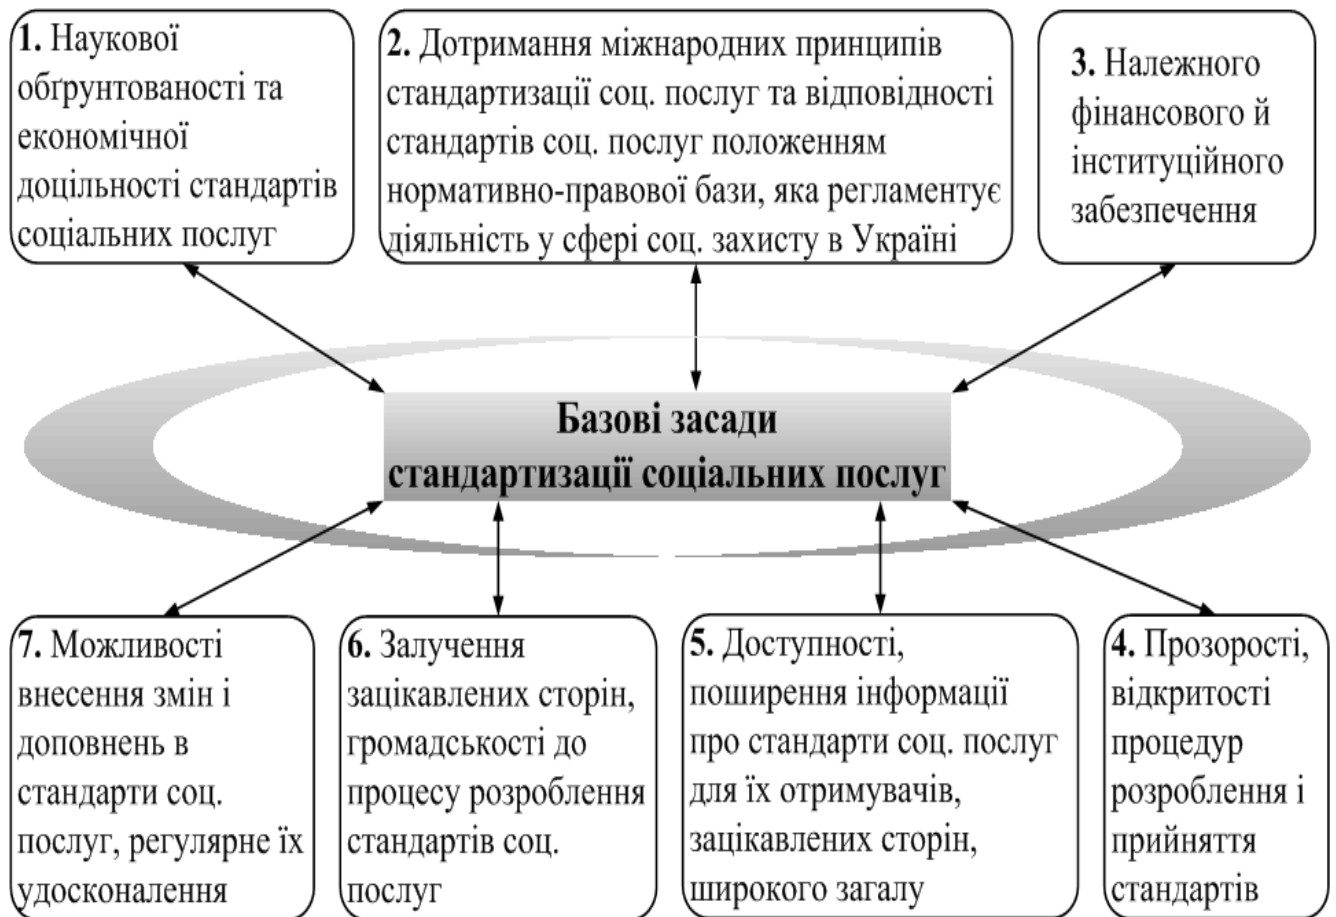 1. Наукової
обґрунтованості та
економічної
доцільності стандартів
соціальних послуг
2. Дотримання міжнародних принципів
стандартизації соц. послуг та відповідності
стандартів соц. послуг положенням
нормативно-правової бази, яка регламентує
діяльність у сфері соц. захисту в Україні
3. Належного
фінансового й
інституційного
забезпечення
Базові засади
стандартизації соціальних послуг
7. Можливості
внесення змін і
доповнень в
стандарти соц.
послуг, регулярне їх
удосконалення
6. Залучення
зацікавлених сторін,
громадськості до
процесу розроблення
стандартів соц.
послуг
5. Доступності,
поширення інформації
про стандарти соц. послуг
для їх отримувачів,
зацікавлених сторін,
широкого загалу
4. Прозорості,
відкритості
процедур
розроблення і
прийняття
стандартів